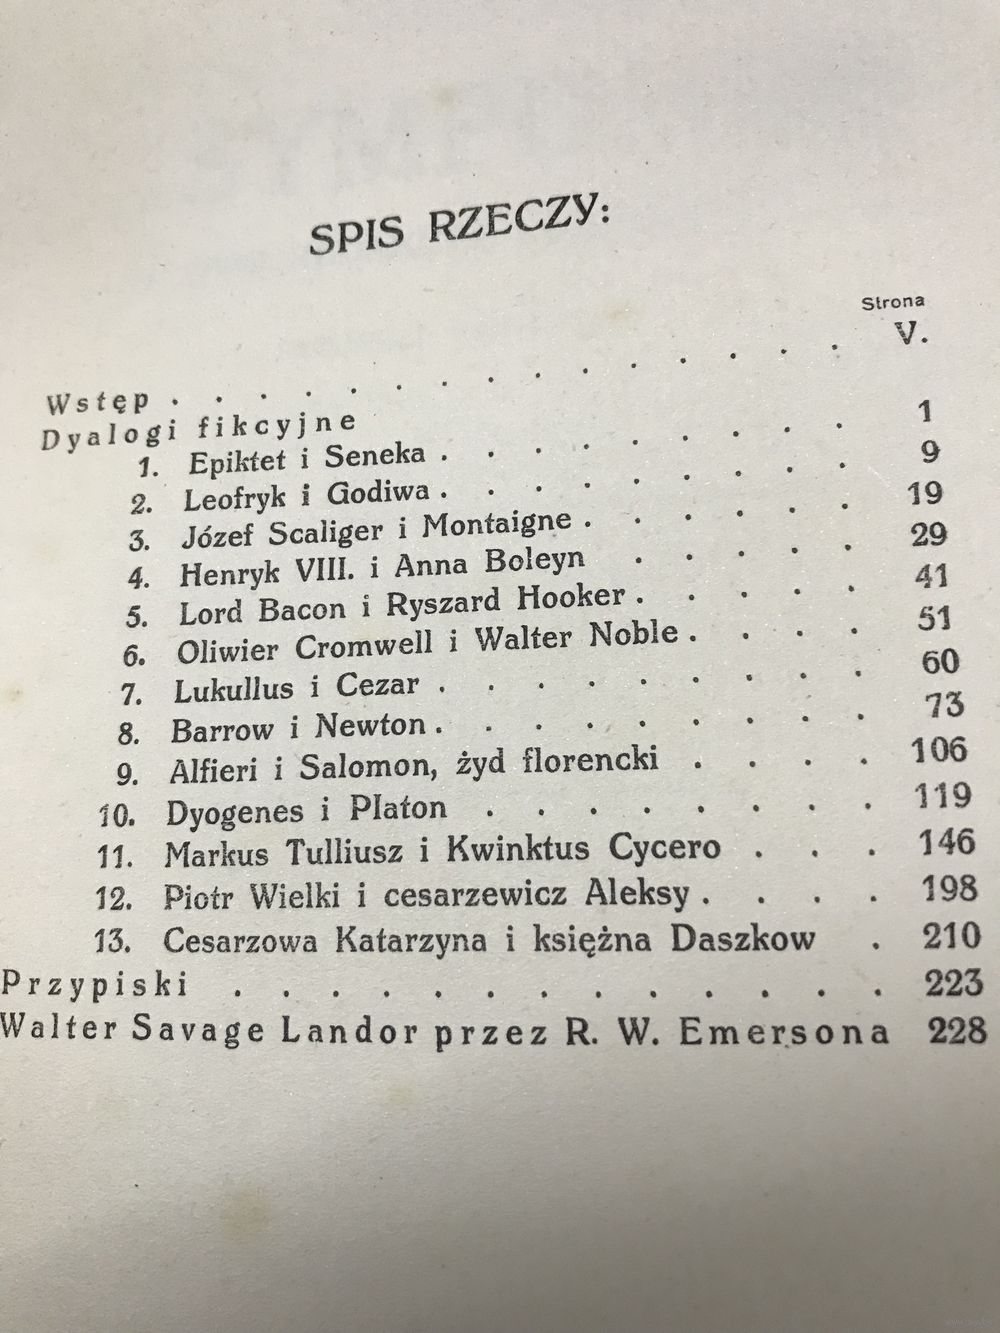 SPIS RZECZY:
Strona
Wstęp . . . . . . . . . . . . . . V.
Dyalogi fikcyjne
1. Epiktet i Seneka . . . . . . . . . 1
2. Leofryk i Godiwa . . . . . . . . . 9
3. Józef Scaliger i Montaigne . . . . . . 19
4. Henryk VIII. i Anna Boleyn . . . . . 29
5. Lord Bacon i Ryszard Hooker . . . . . 41
6. Oliwier Cromwell i Walter Noble . . . . 51
7. Lukullus i Cezar . . . . . . . . . 60
8. Barrow i Newton . . . . . . . . . 73
9. Alfieri i Salomon, żyd florencki . . . . 106
10. Dyogenes i Platon . . . . . . . . 119
11. Markus Tulliusz i Kwinktus Cycero . . . 146
12. Piotr Wielki i cesarzewicz Aleksy . . . . 198
13. Cesarzowa Katarzyna i księżna Daszkow . 210
Przypiski . . . . . . . . . . . . . 223
Walter Savage Landor przez R. W. Emersona 228